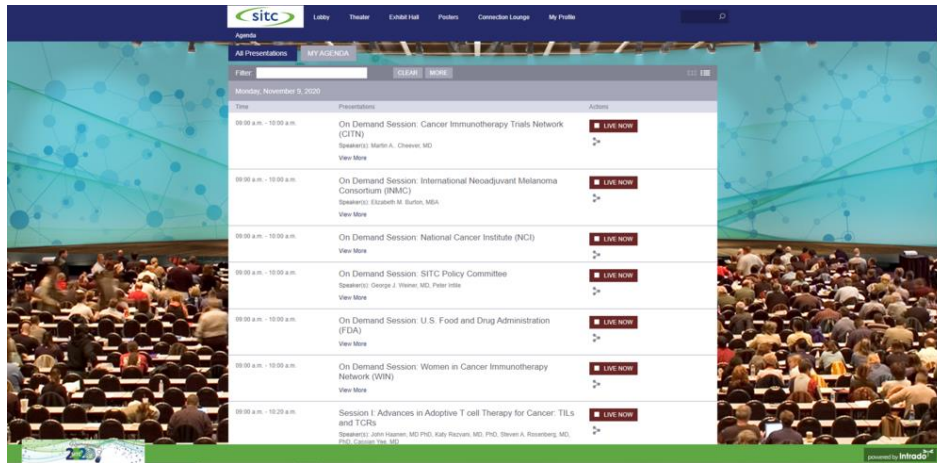 sitc
Lobby Theater Exhibit Hall Posters Connection Lounge My Profile
Agenda
All Presentations MY AGENDA
Filter: CLEAR MORE
Monday, November 9, 2020
Time Presentations Actions
09:00 a.m. - 10:00 a.m. On Demand Session: Cancer Immunotherapy Trials Network LIVE NOW
(CITN)
Speaker(s): Martin A., Cheever, MD
View More
09:00 a.m. - 10:00 a.m. On Demand Session: International Neoadjuvant Melanoma LIVE NOW
Consortium (INMC)
Speaker(s): Elizabeth M. Burton, MBA
View More
09:00 a.m. - 10:00 a.m. On Demand Session: National Cancer Institute (NCI) LIVE NOW
View More
09:00 a.m. - 10:00 a.m. On Demand Session: SITC Policy Committee LIVE NOW
Speaker(s): George J. Weiner, MD, Peter Intile
View More
09:00 a.m. - 10:00 a.m. On Demand Session: U.S. Food and Drug Administration LIVE NOW
(FDA)
View More
09:00 a.m. - 10:00 a.m. On Demand Session: Women in Cancer Immunotherapy LIVE NOW
Network (WIN)
View More
09:00 a.m. - 10:20 a.m. Session I: Advances in Adoptive T cell Therapy for Cancer: TILs LIVE NOW
and TCRs
Speaker(s): John Haanen, MD PhD, Katy Rezvani, MD, PhD, Steven A. Rosenberg, MD,
PhD, Cassian Yee, MD
2020
powered by Intrado